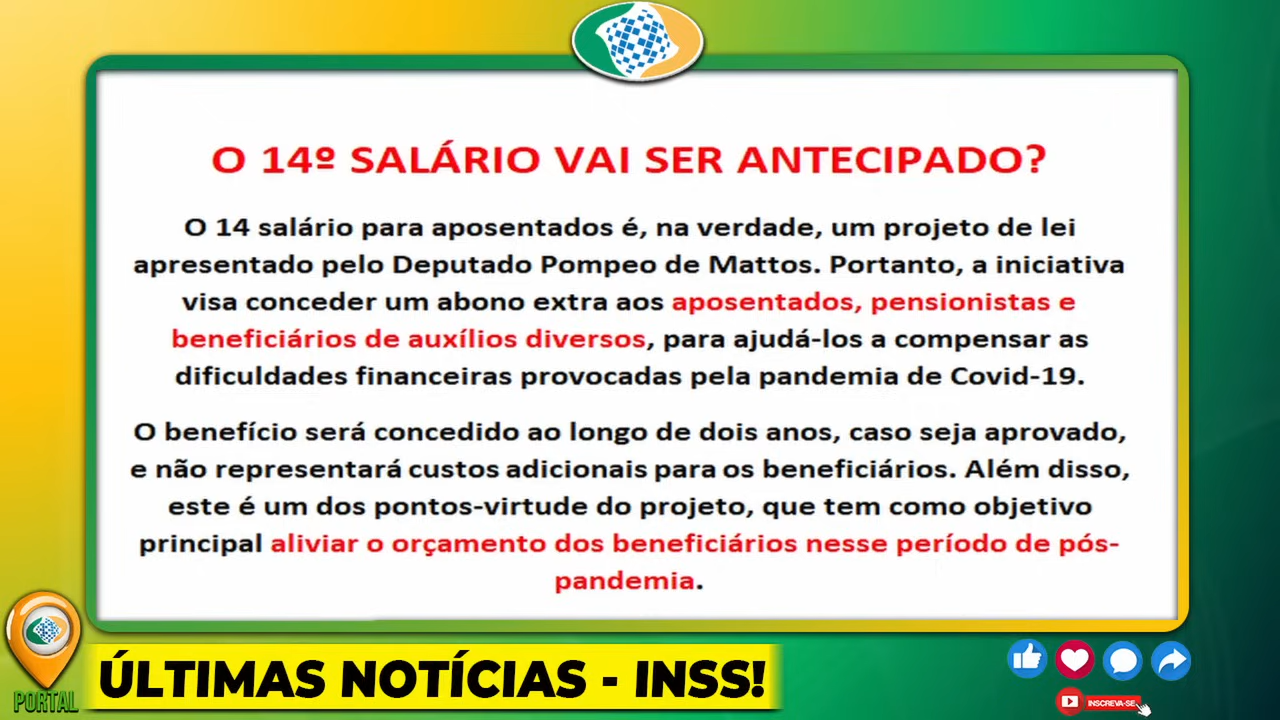 O 14º SALÁRIO VAI SER ANTECIPADO?
O 14 salário para aposentados é, na verdade, um projeto de lei
apresentado pelo Deputado Pompeo de Mattos. Portanto, a iniciativa
visa conceder um abono extra aos aposentados, pensionistas e
beneficiários de auxílios diversos, para ajudá-los a compensar as
dificuldades financeiras provocadas pela pandemia de Covid-19.
O benefício será concedido ao longo de dois anos, caso seja aprovado,
e não representará custos adicionais para os beneficiários. Além disso,
este é um dos pontos-virtude do projeto, que tem como objetivo
principal aliviar o orçamento dos beneficiários nesse período de pós-
pandemia.
PORTAL
ÚLTIMAS NOTÍCIAS - INSS!
INSCREVA-SE